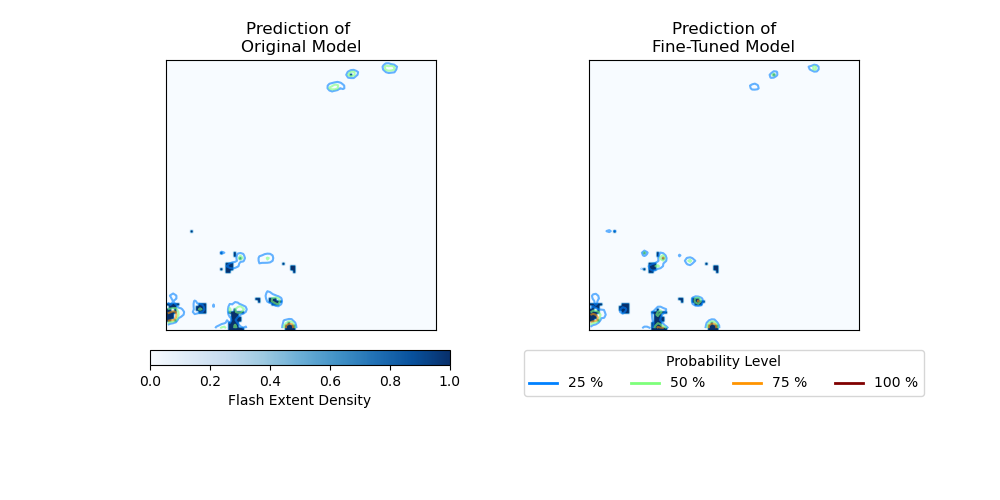 Prediction of
Original Model
Prediction of
Fine-Tuned Model
0.0 0.2 0.4 0.6 0.8 1.0
Flash Extent Density
Probability Level
25 % 50 % 75 % 100 %